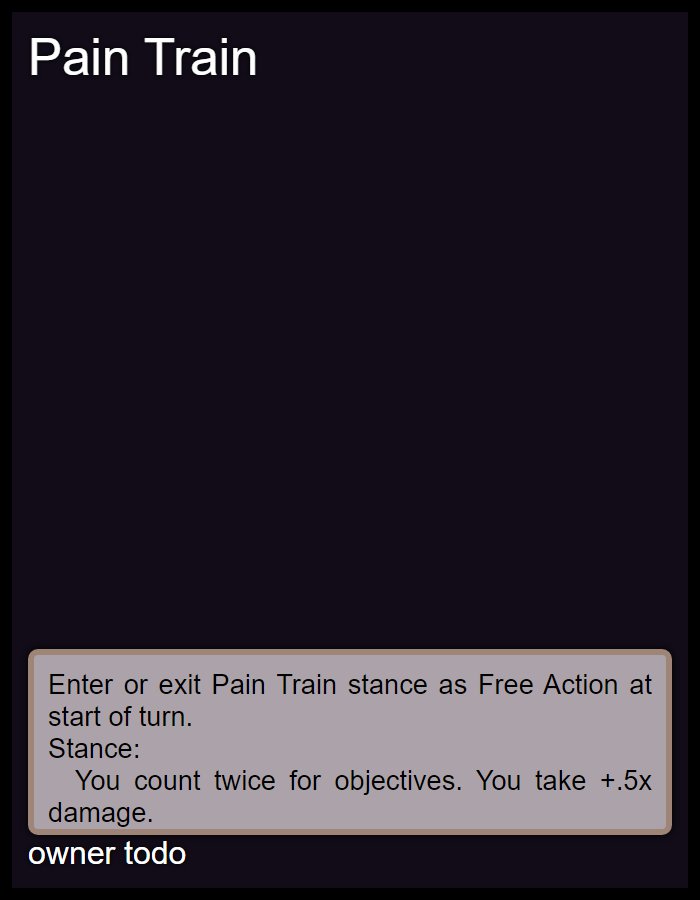 Pain Train
Enter or exit Pain Train stance as Free Action at
start of turn.
Stance:
You count twice for objectives. You take +.5x
damage.
owner todo